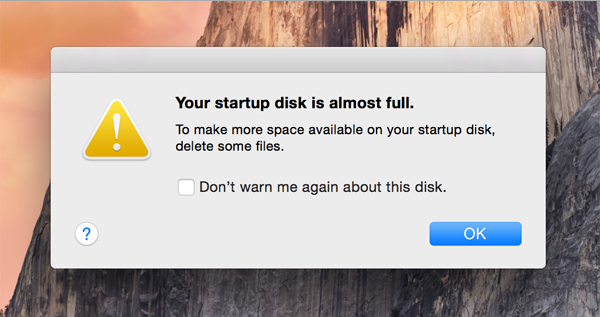 Your startup disk is almost full.
To make more space available on your startup disk,
delete some files.
Don’t warn me again about this disk.
?
OK